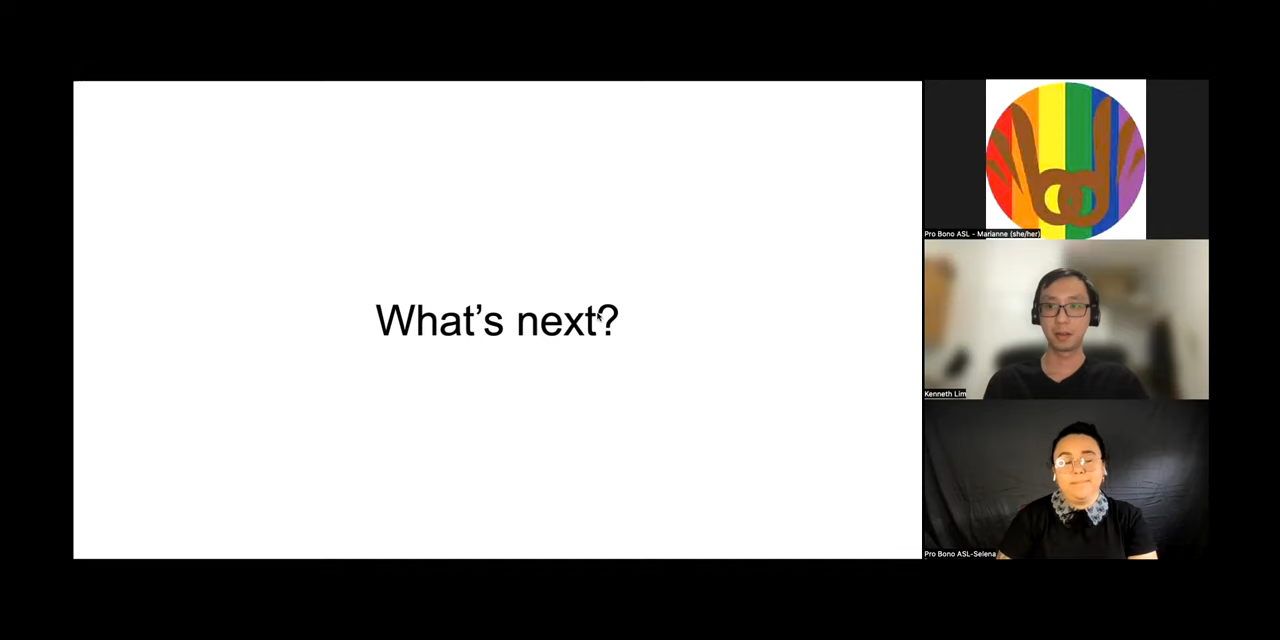 What's next?
Pro Bono ASL - Marianne (she/her)
Kenneth Lim
Pro Bono ASL-Selena